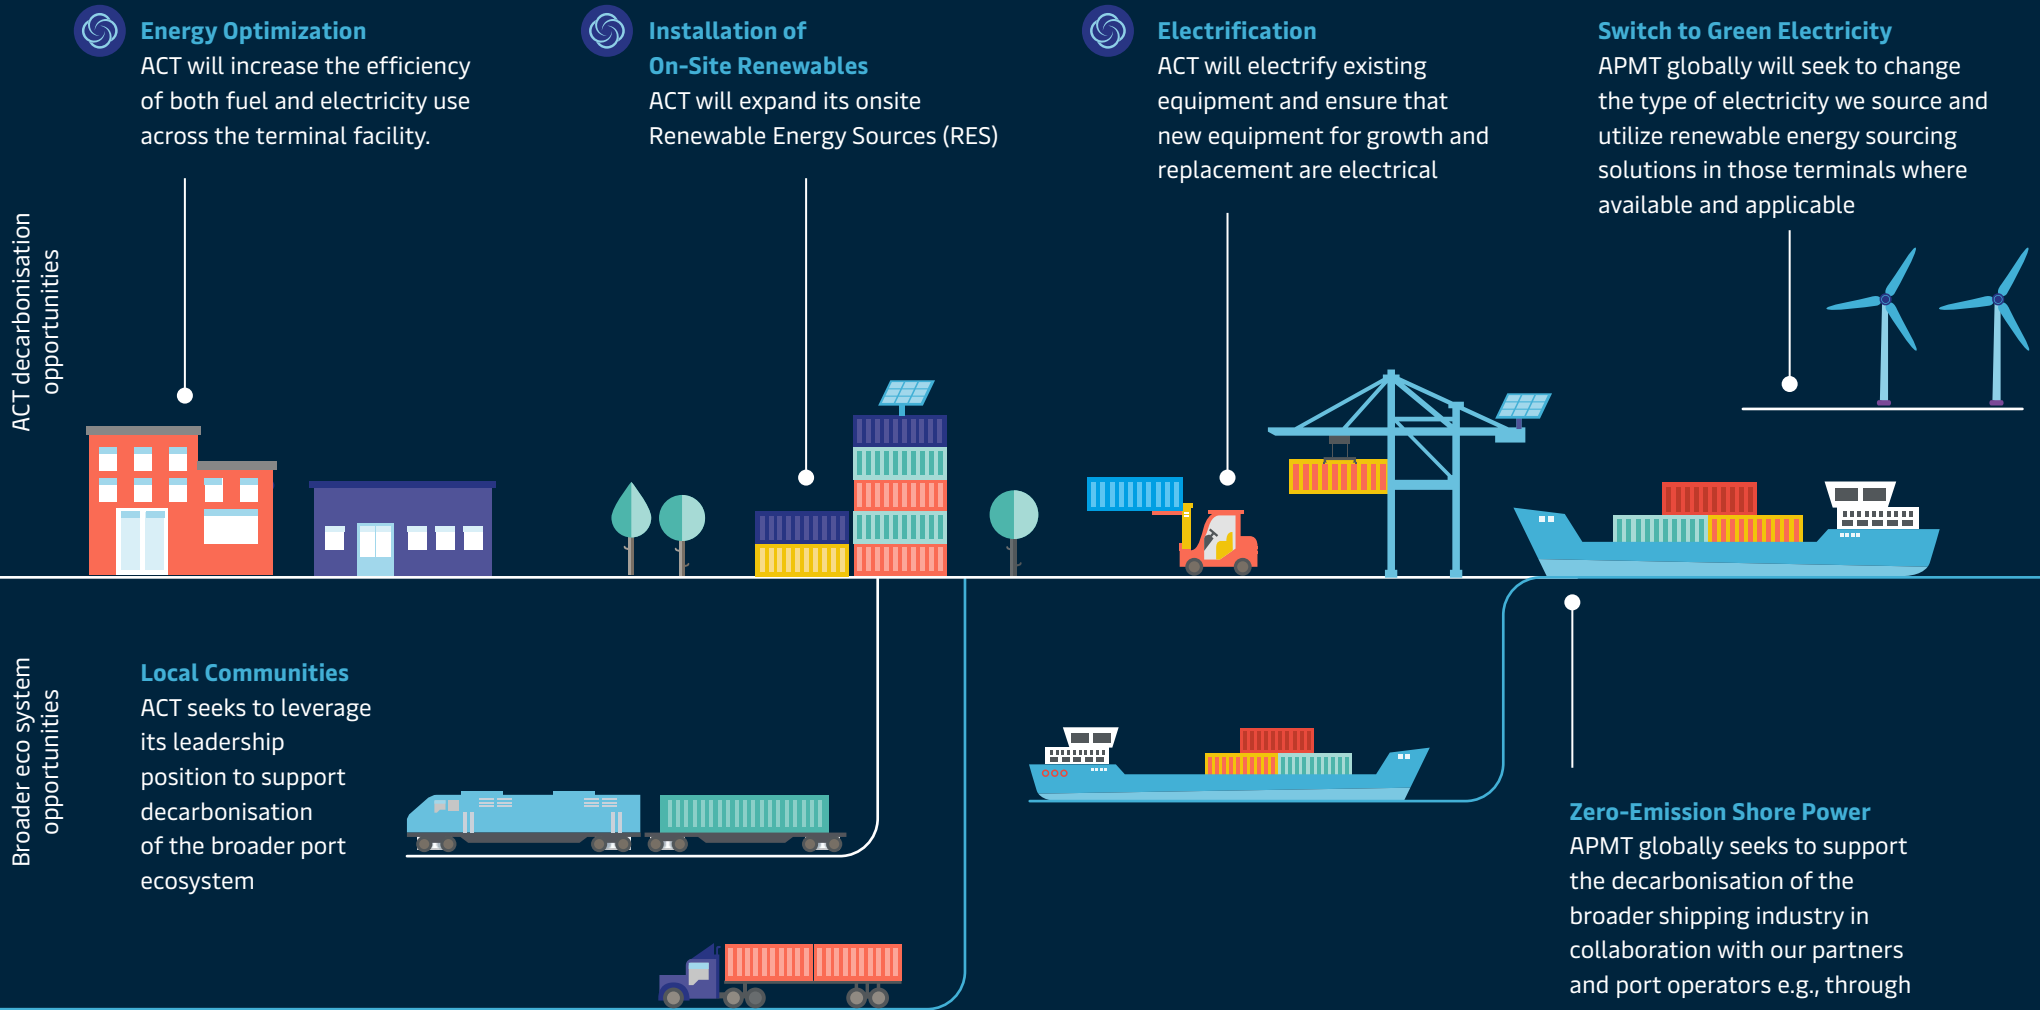 Energy Optimization
ACT will increase the efficiency
of both fuel and electricity use
across the terminal facility.
Installation of
On-Site Renewables
ACT will expand its onsite
Renewable Energy Sources (RES)
Electrification
ACT will electrify existing
equipment and ensure that
new equipment for growth and
replacement are electrical
Switch to Green Electricity
APMT globally will seek to change
the type of electricity we source and
utilize renewable energy sourcing
solutions in those terminals where
available and applicable
ACT decarbonisation
opportunities
Broader eco system
opportunities
Local Communities
ACT seeks to leverage
its leadership
position to support
decarbonisation
of the broader port
ecosystem
Zero-Emission Shore Power
APMT globally seeks to support
the decarbonisation of the
broader shipping industry in
collaboration with our partners
and port operators e.g., through